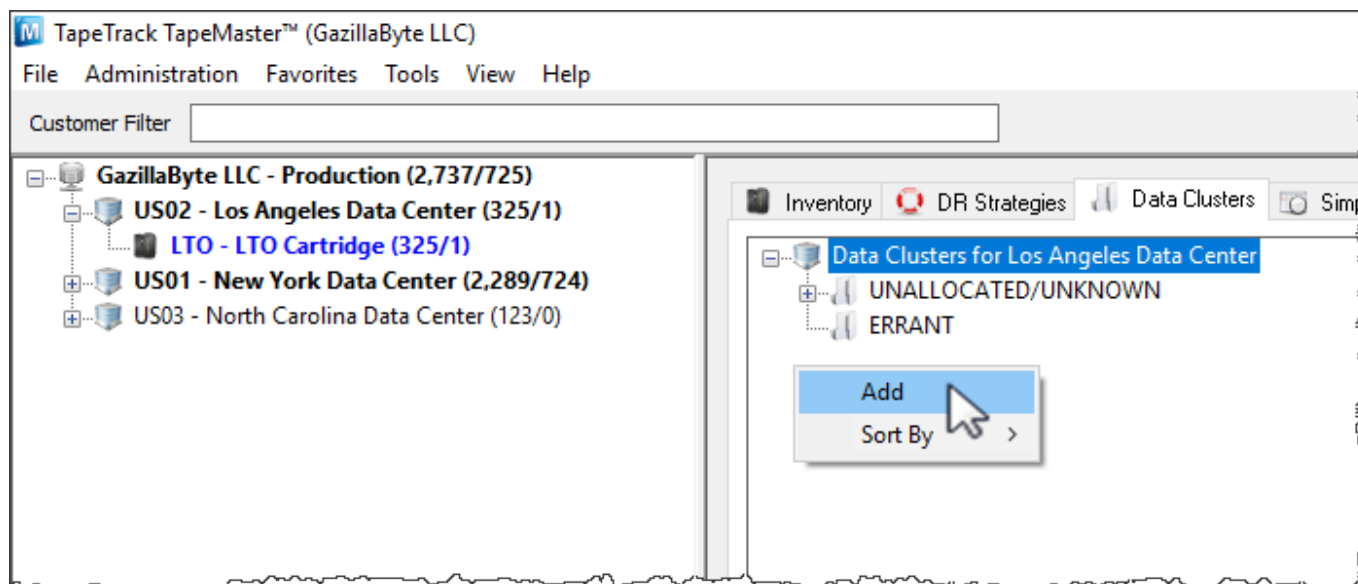 TapeTrack TapeMaster™ (GazillaByte LLC)
File Administration Favorites Tools View Help
Customer Filter
GazillaByte LLC - Production (2,737/725)
US02 - Los Angeles Data Center (325/1)
LTO - LTO Cartridge (325/1)
US01 - New York Data Center (2,289/724)
US03 - North Carolina Data Center (123/0)
Inventory DR Strategies Data Clusters
Data Clusters for Los Angeles Data Center
UNALLOCATED/UNKNOWN
ERRANT
Add
Sort By